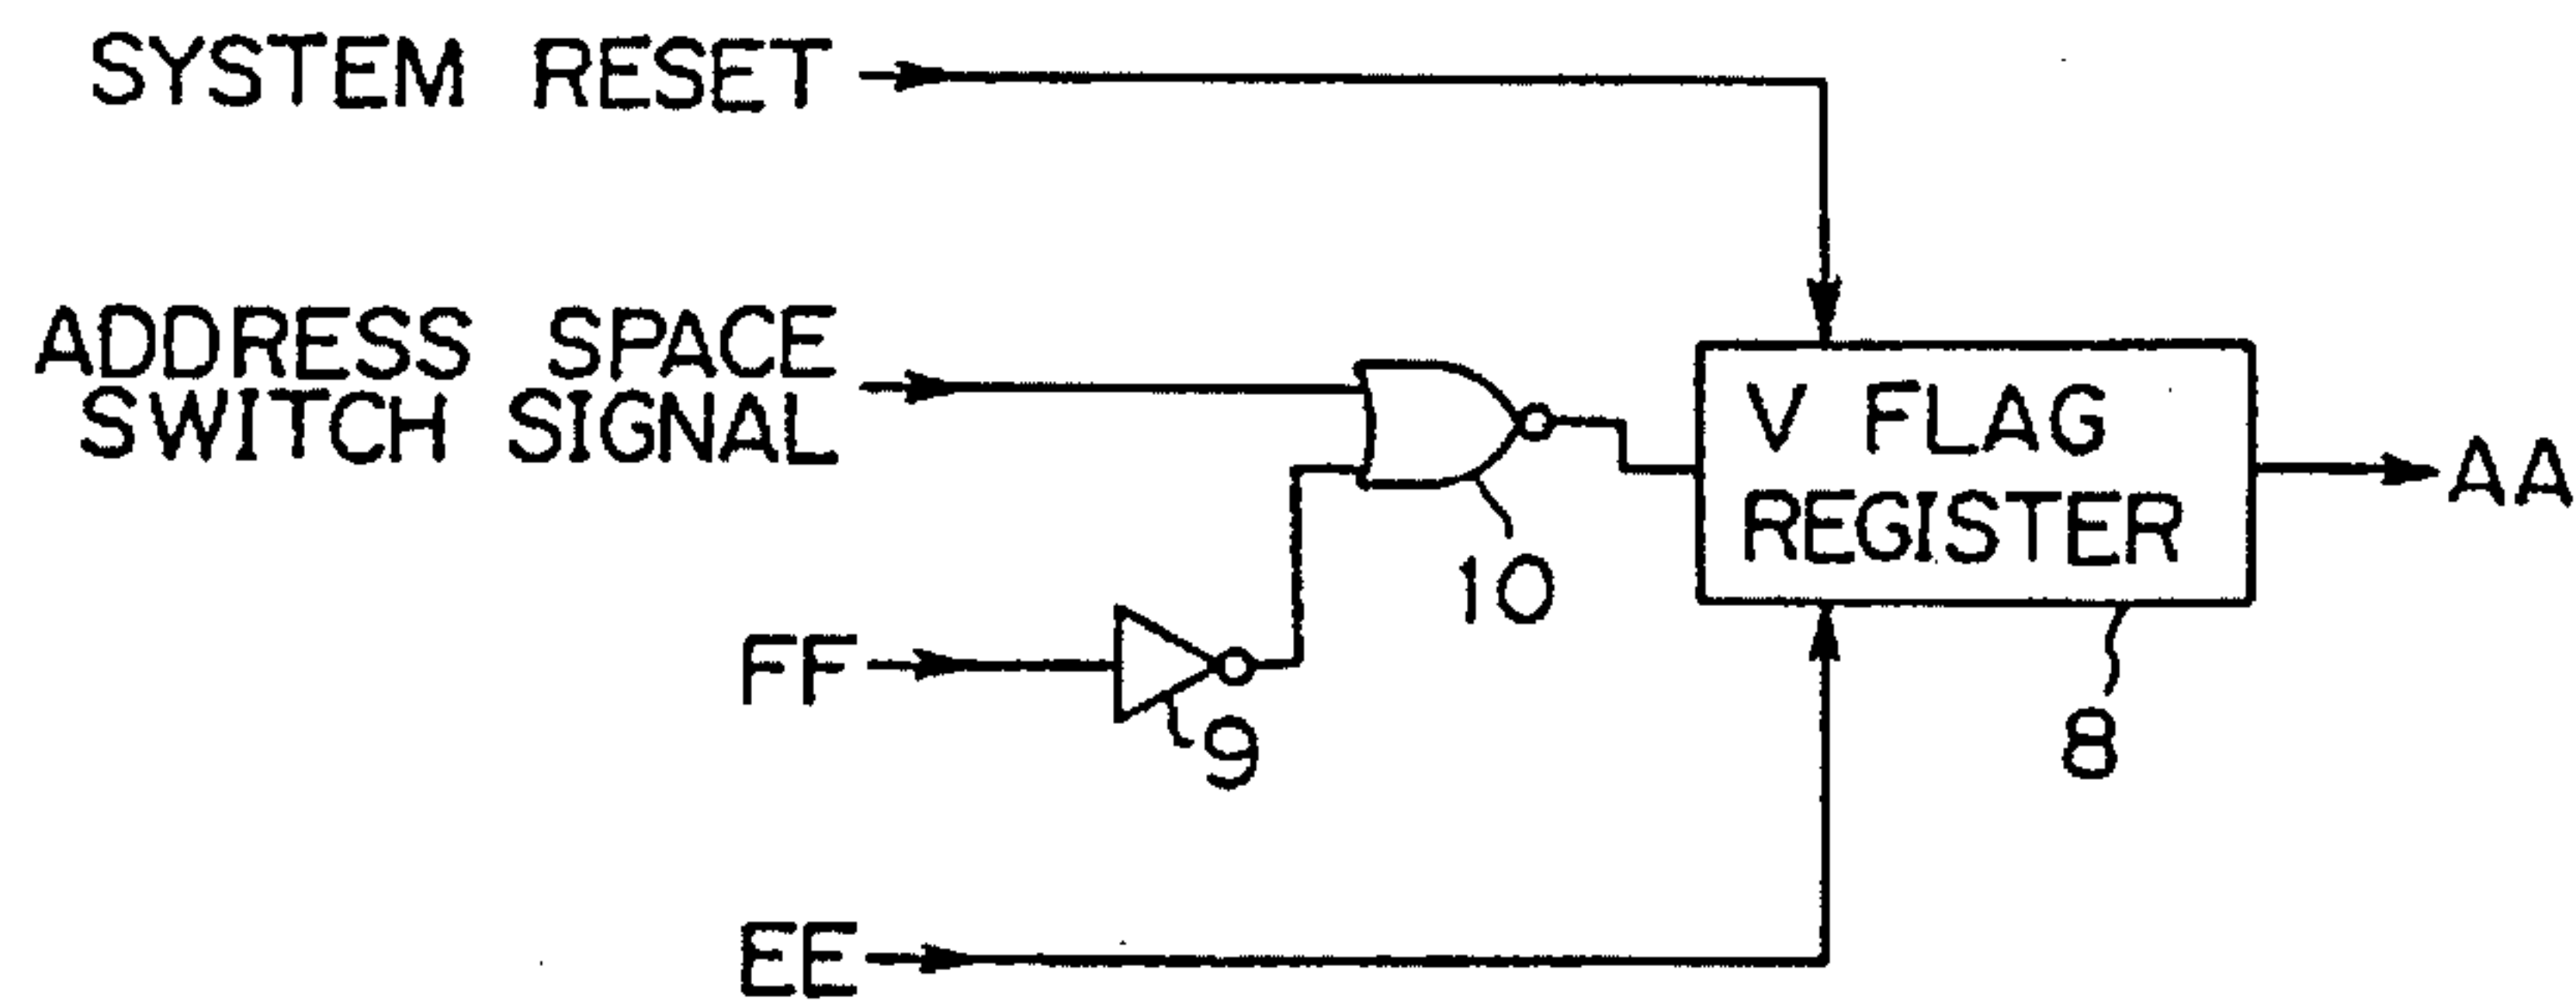 SYSTEM RESET
ADDRESS SPACE
SWITCH SIGNAL
V FLAG
REGISTER
AA
10
FF
9
8
EE